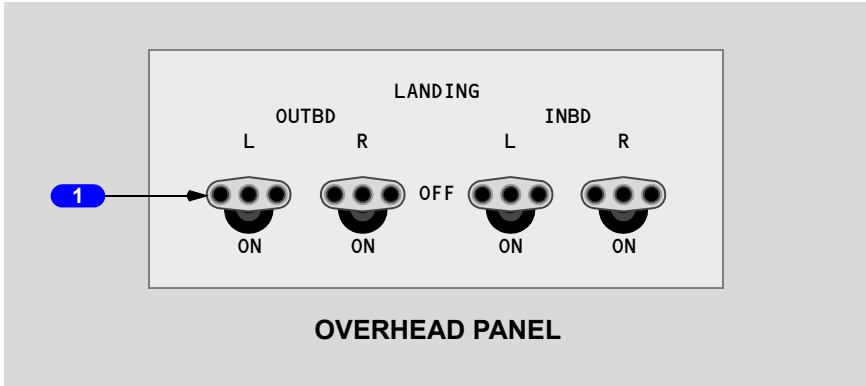 LANDING
OUTBD INBD
L R L R
1
OFF
ON ON ON ON
OVERHEAD PANEL